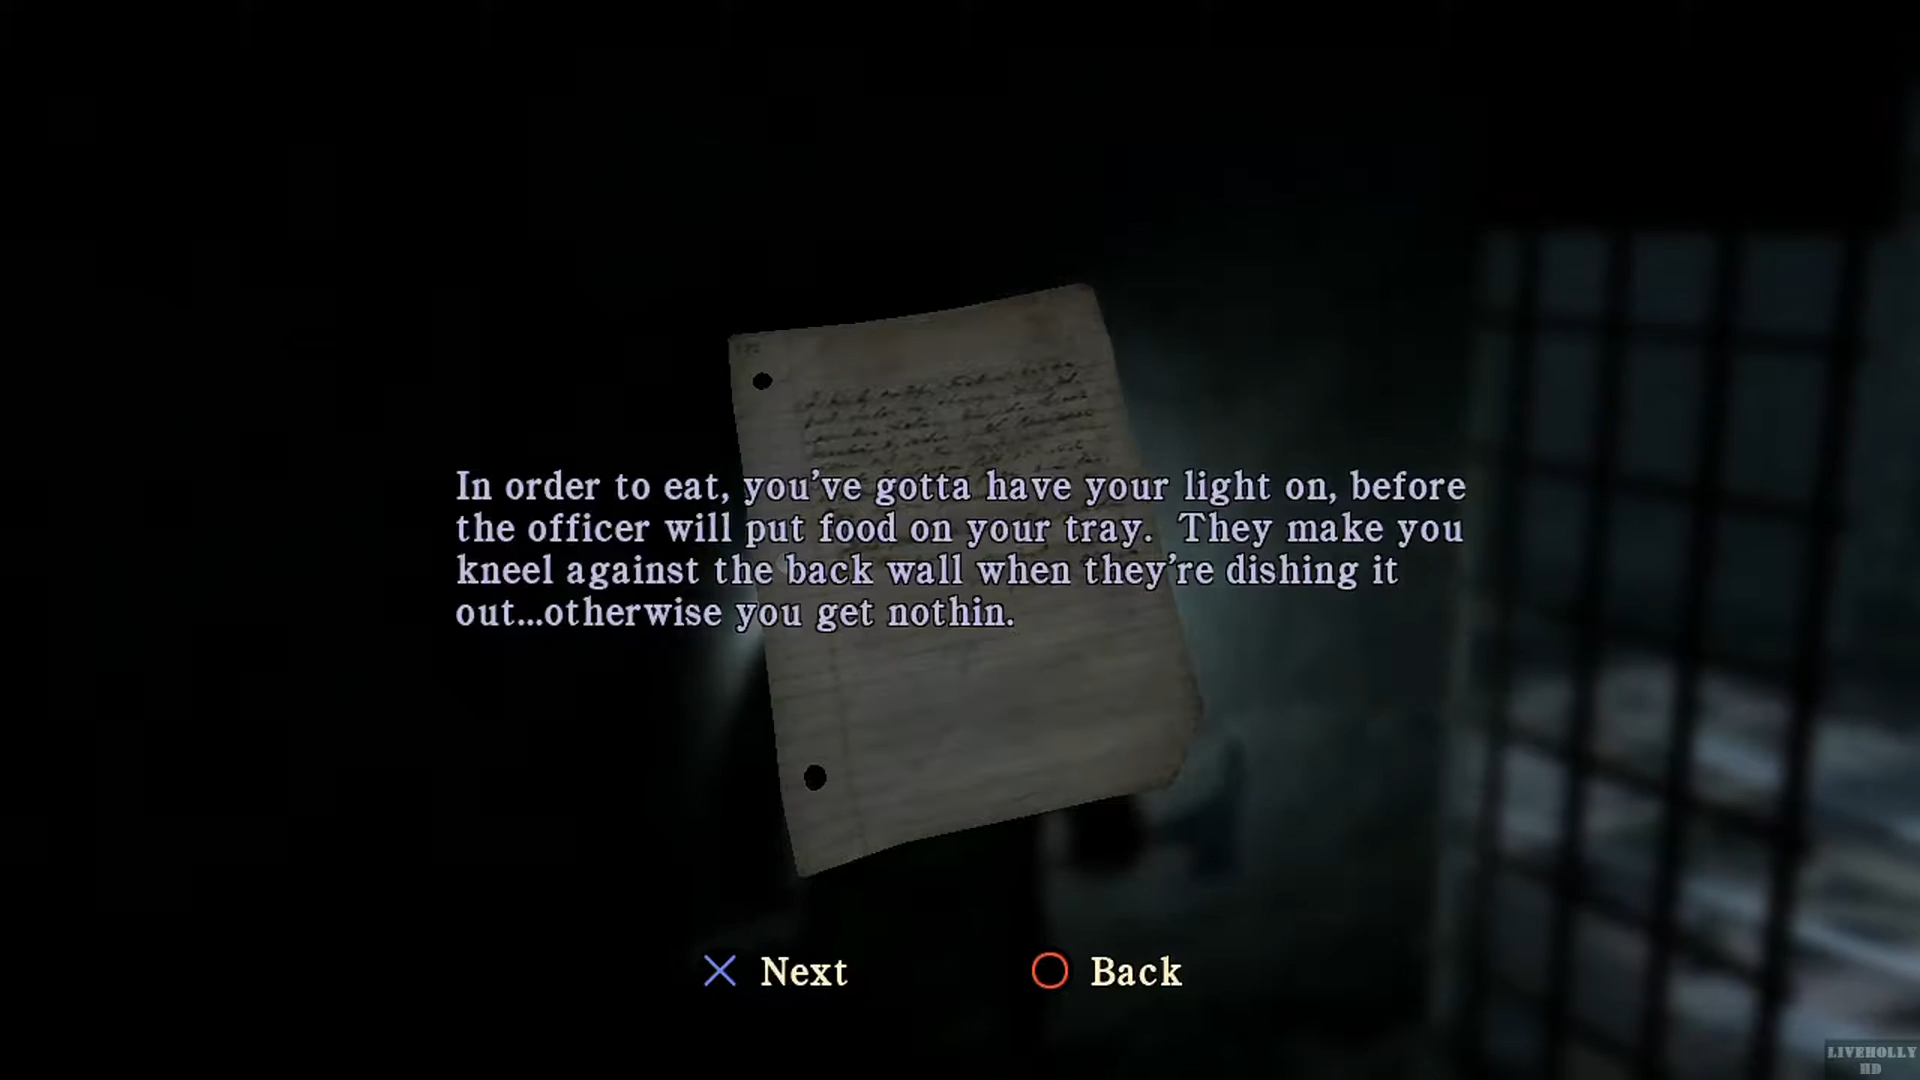 In order to eat, you've gotta have your light on, before
the officer will put food on your tray.  They make you
kneel against the back wall when they're dishing it
out...otherwise you get nothin.
Next
Back
LIVEHOLLY
HD